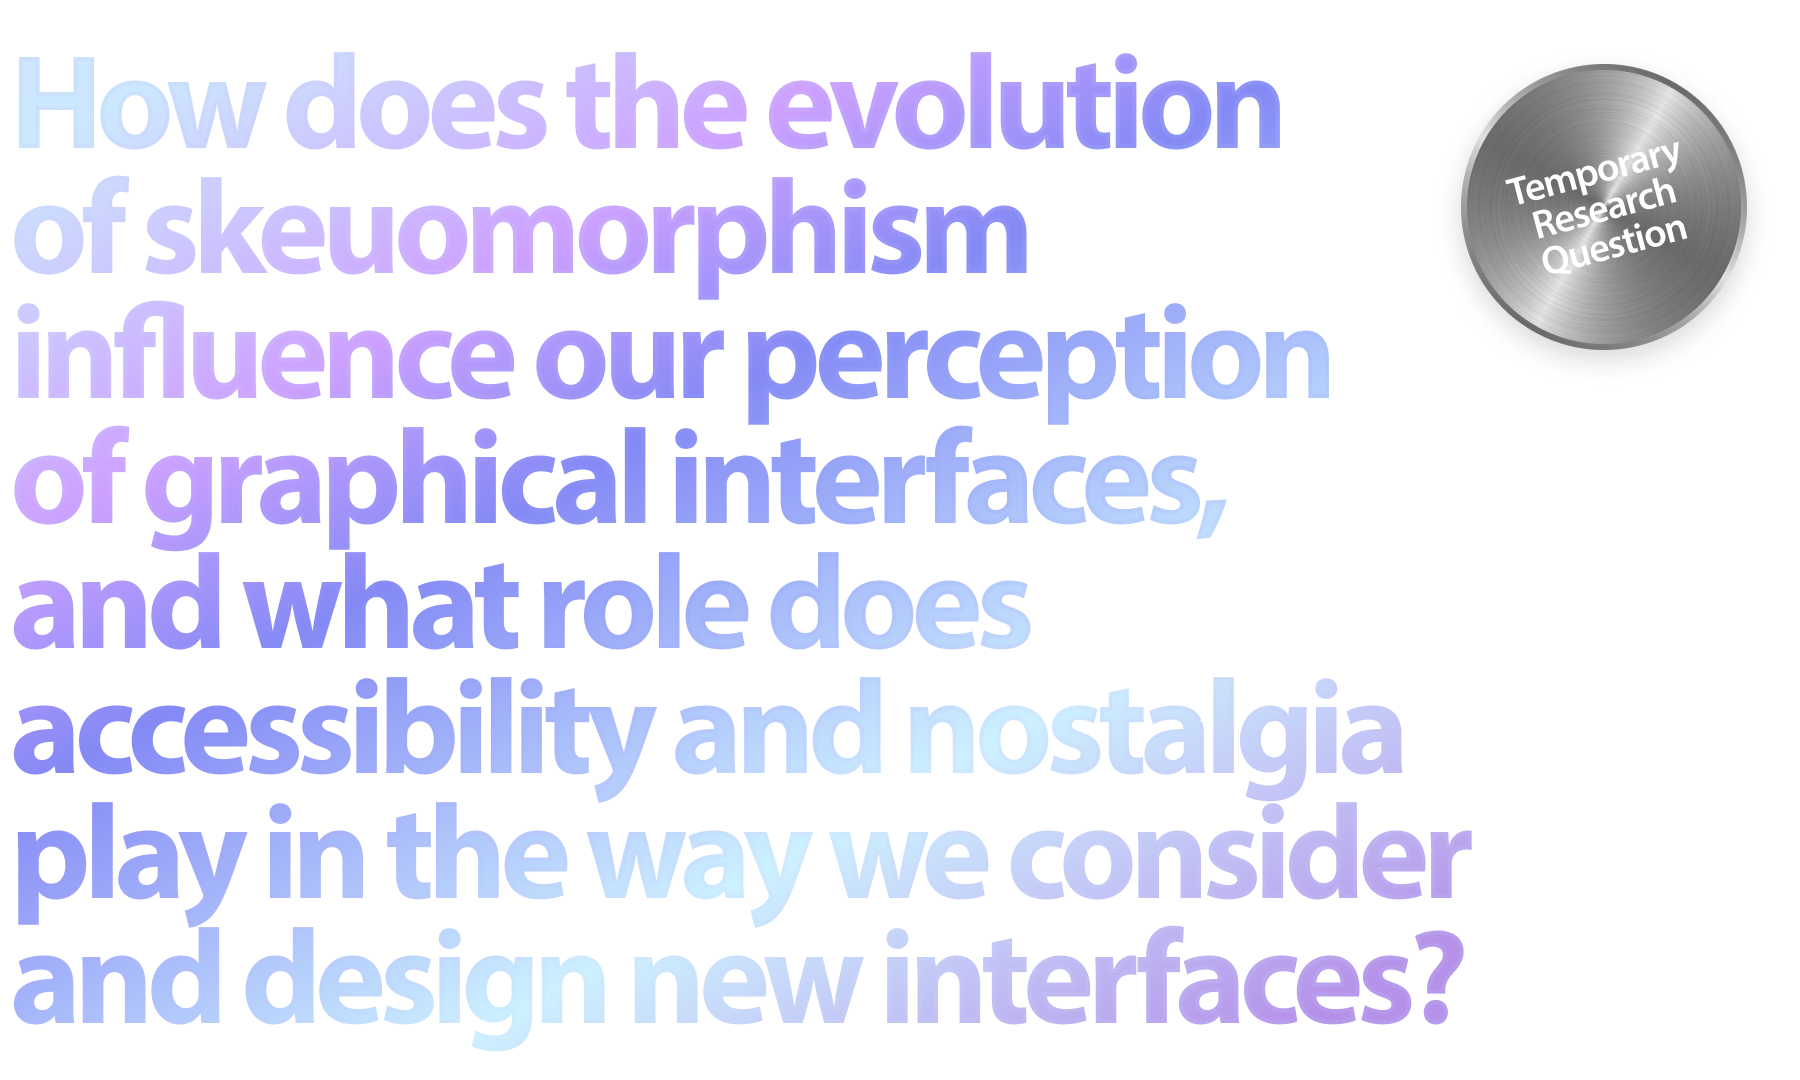 How does the evolution
of skeuomorphism
influence our perception
of graphical interfaces,
and what role does
accessibility and nostalgia
play in the way we consider
and design new interfaces?
Temporary
Research
Question